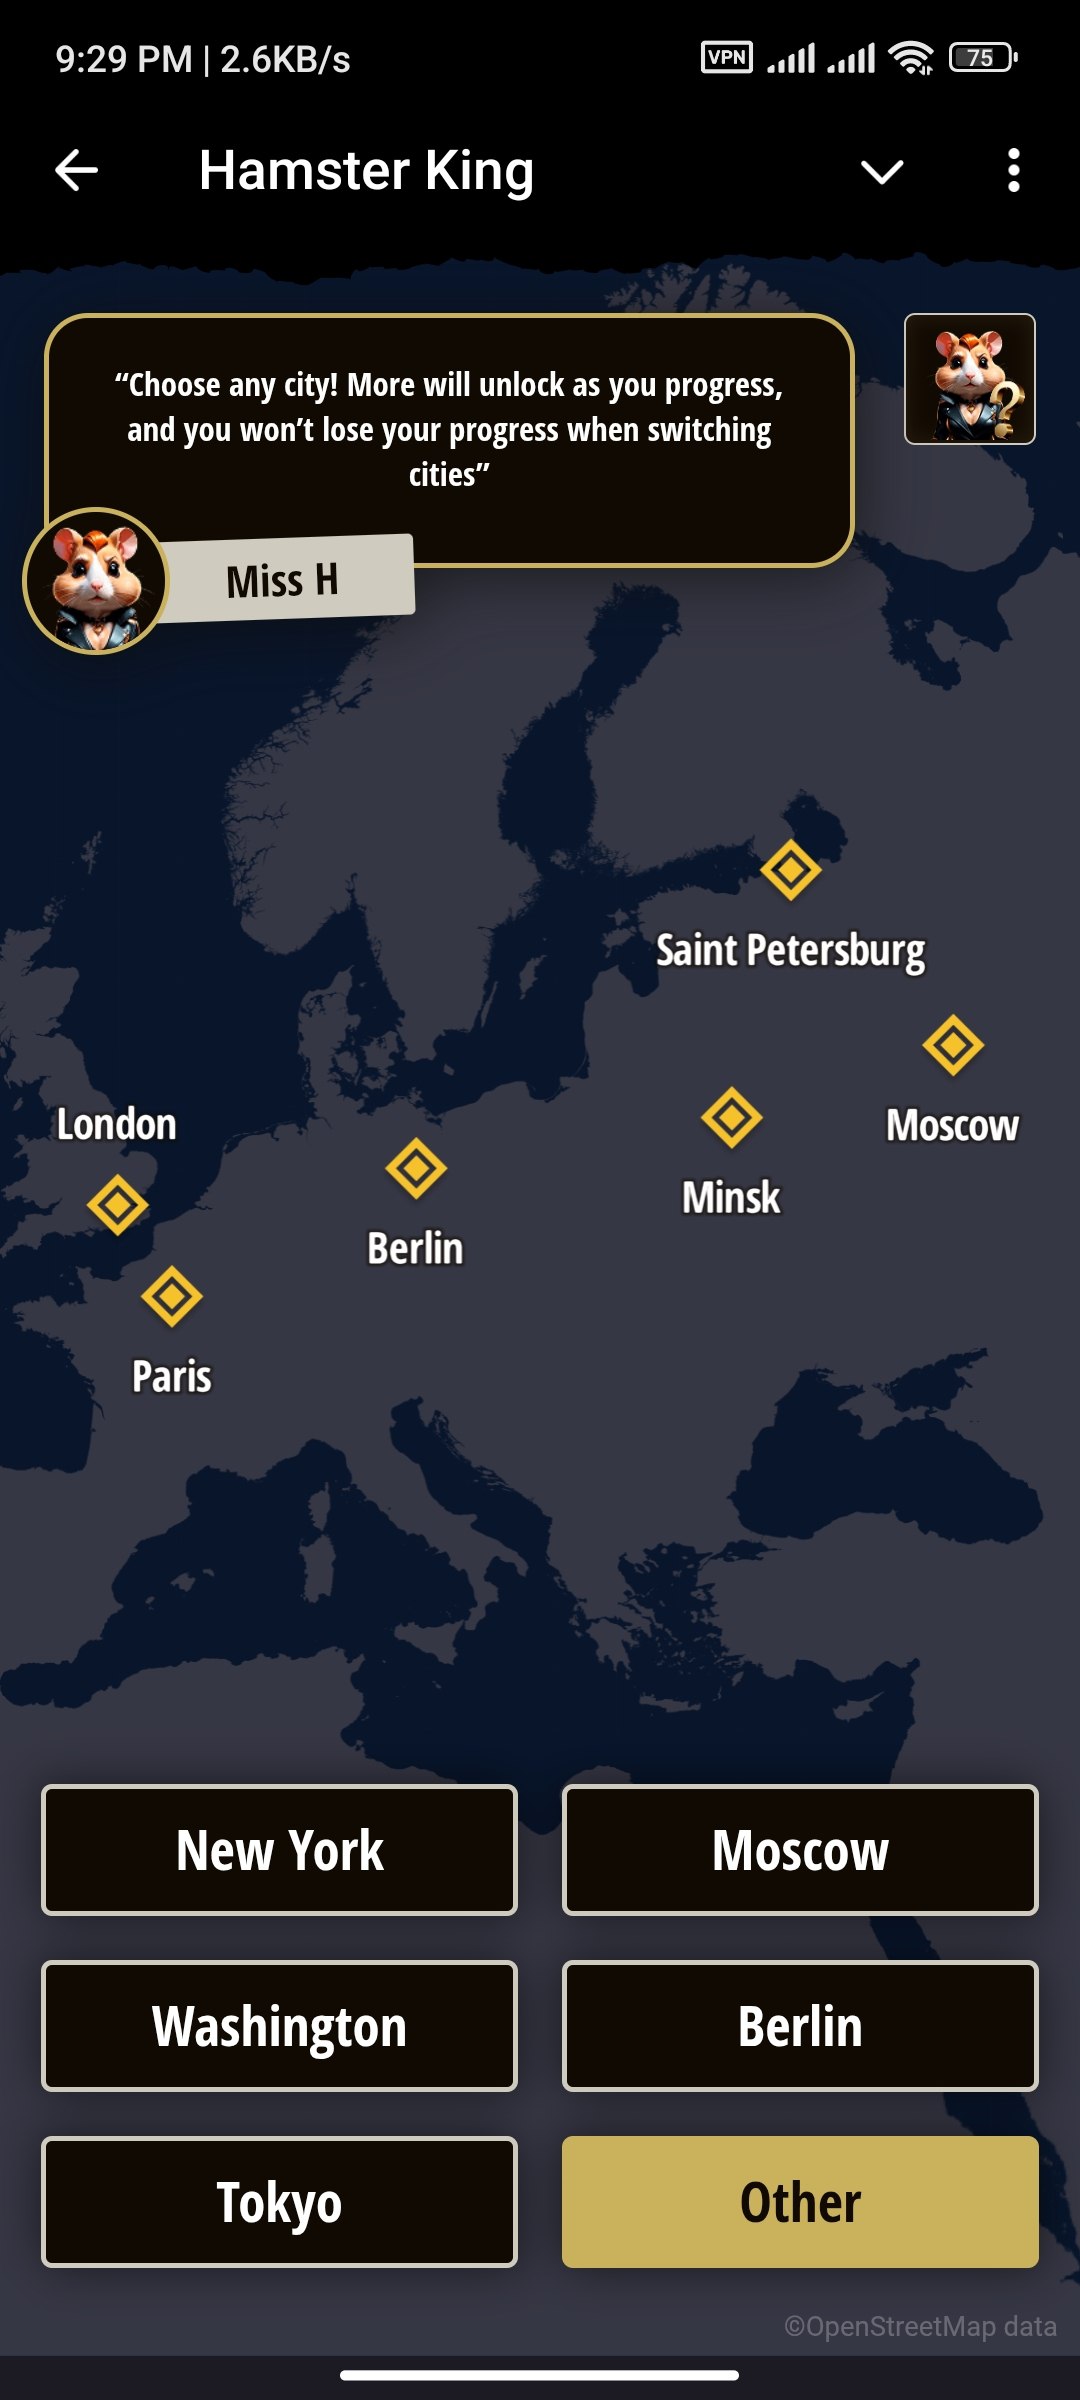 9:29 PM | 2.6KB/s
VPN
75
Hamster King
“Choose any city! More will unlock as you progress,
and you won’t lose your progress when switching
cities”
Miss H
Saint Petersburg
Moscow
London
Minsk
Berlin
Paris
New York
Moscow
Washington
Berlin
Tokyo
Other
©OpenStreetMap data